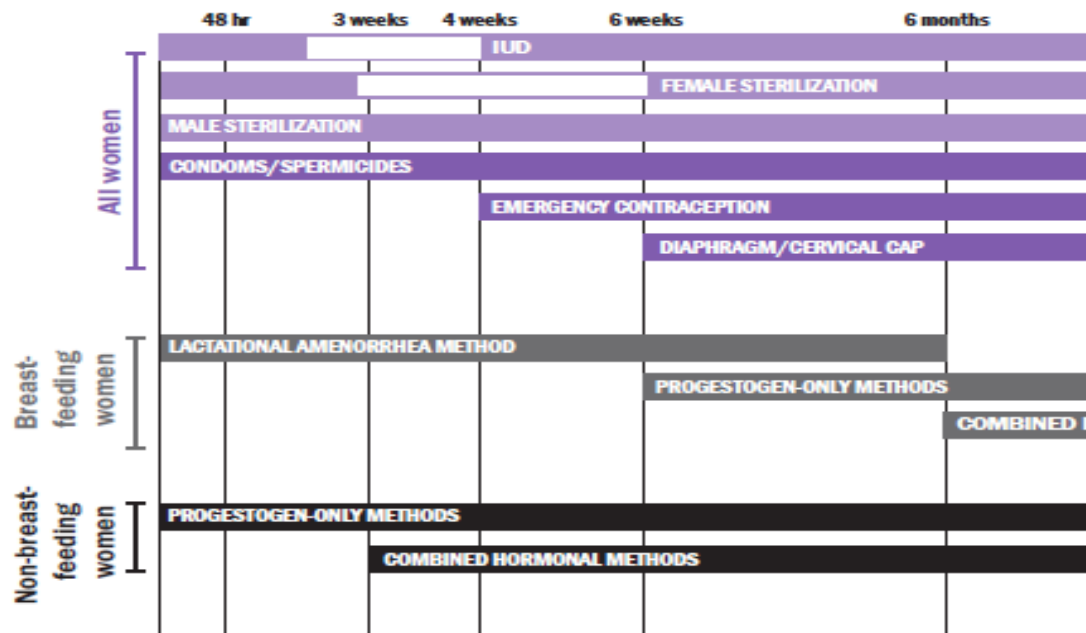 48 hr 3 weeks 4 weeks 6 weeks 6 months
IUD
FEMALE STERILIZATION
MALE STERILIZATION
CONDOMS/SPERMICIDES
EMERGENCY CONTRACEPTION
DIAPHRAGM/CERVICAL CAP
All women
LACTATIONAL AMENORRHEA METHOD
PROGESTOGEN-ONLY METHODS
COMBINED
Breast-
feeding
women
PROGESTOGEN-ONLY METHODS
COMBINED HORMONAL METHODS
Non-breast-
feeding
women